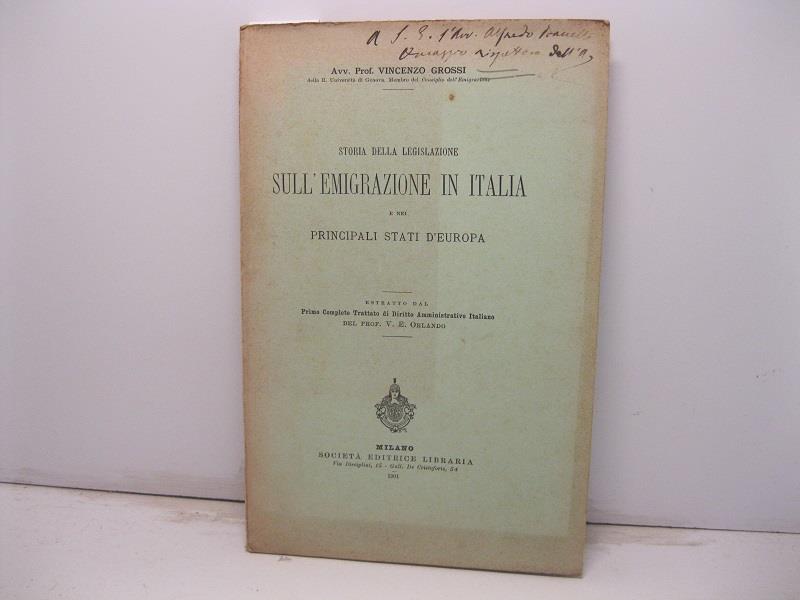 A S. E. l'Avv. Alfredo
Omaggio dell'A.
Avv. Prof. VINCENZO GROSSI
della R. Università di Genova, Membro del Consiglio dell'Emigrazione
STORIA DELLA LEGISLAZIONE
SULL'EMIGRAZIONE IN ITALIA
E NEI
PRINCIPALI STATI D'EUROPA
ESTRATTO DAL
Primo Completo Trattato di Diritto Amministrativo Italiano
DEL PROF. V. E. ORLANDO
MILANO
SOCIETÀ EDITRICE LIBRARIA
Via Disciplini, 15 - Gall. De Cristoforis, 54
1901